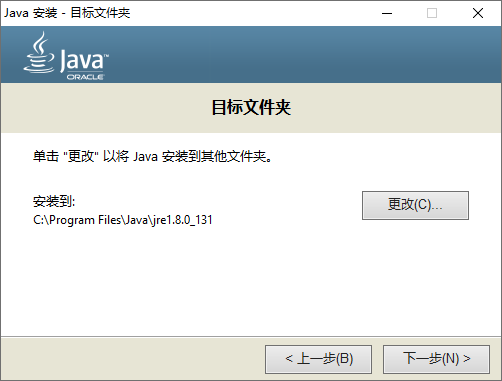 Java 安装 - 目标文件夹
Java™
ORACLE
目标文件夹
单击 "更改" 以将 Java 安装到其他文件夹。
安装到:
C:\Program Files\Java\jre1.8.0_131
更改(C)...
< 上一步(B)
下一步(N) >